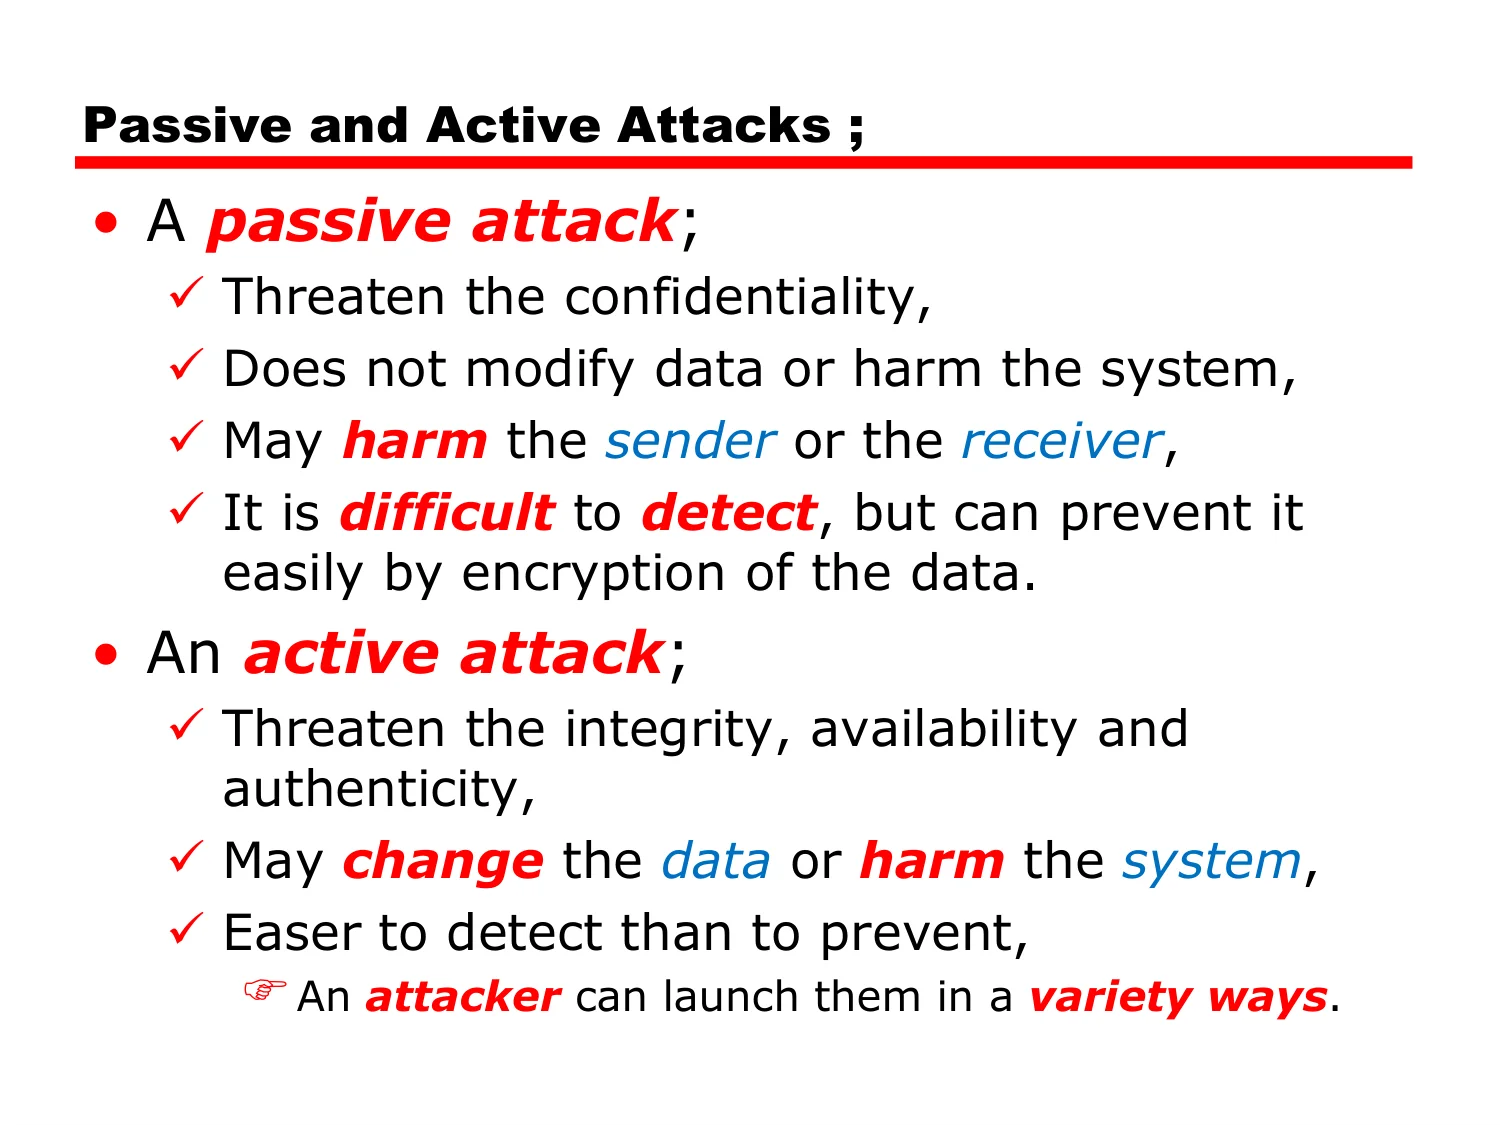 Passive and Active Attacks ;
• A passive attack;
✓ Threaten the confidentiality,
✓ Does not modify data or harm the system,
✓ May harm the sender or the receiver,
✓ It is difficult to detect, but can prevent it
easily by encryption of the data.
• An active attack;
✓ Threaten the integrity, availability and
authenticity,
✓ May change the data or harm the system,
✓ Easer to detect than to prevent,
☞ An attacker can launch them in a variety ways.